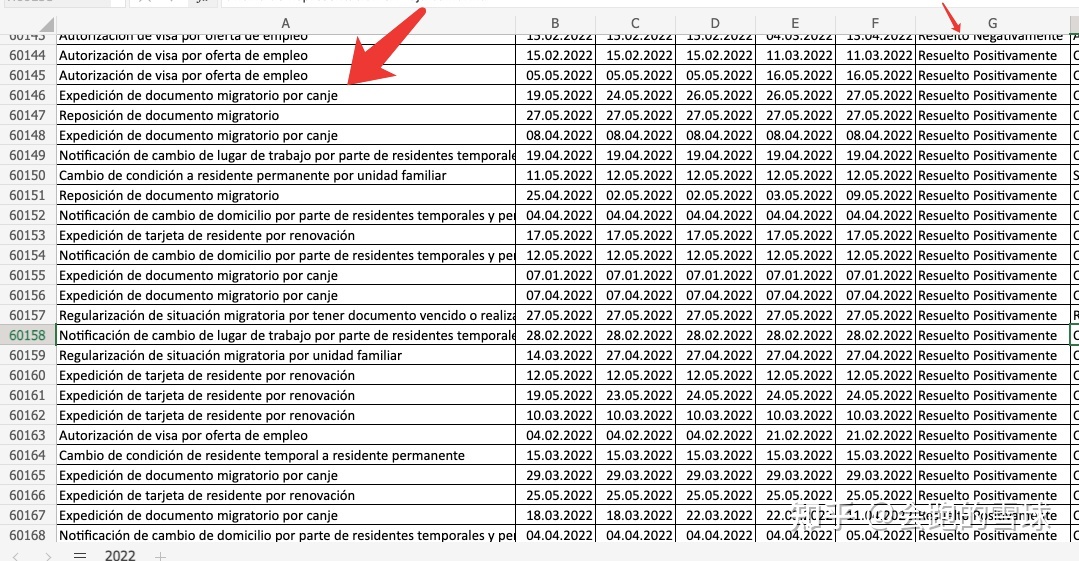 A B C D E F G
60143 Autorización de visa por oferta de empleo 15.02.2022 15.02.2022 15.02.2022 04.03.2022 13.04.2022 Resuelto Negativamente
60144 Autorización de visa por oferta de empleo 15.02.2022 15.02.2022 15.02.2022 11.03.2022 11.03.2022 Resuelto Positivamente
60145 Autorización de visa por oferta de empleo 05.05.2022 05.05.2022 05.05.2022 16.05.2022 16.05.2022 Resuelto Positivamente
60146 Expedición de documento migratorio por canje 19.05.2022 24.05.2022 26.05.2022 26.05.2022 27.05.2022 Resuelto Positivamente
60147 Reposición de documento migratorio 27.05.2022 27.05.2022 27.05.2022 27.05.2022 27.05.2022 Resuelto Positivamente
60148 Expedición de documento migratorio por canje 08.04.2022 08.04.2022 08.04.2022 08.04.2022 08.04.2022 Resuelto Positivamente
60149 Notificación de cambio de lugar de trabajo por parte de residentes temporale 19.04.2022 19.04.2022 19.04.2022 19.04.2022 19.04.2022 Resuelto Positivamente
60150 Cambio de condición a residente permanente por unidad familiar 11.05.2022 12.05.2022 12.05.2022 12.05.2022 12.05.2022 Resuelto Positivamente
60151 Reposición de documento migratorio 25.04.2022 02.05.2022 02.05.2022 03.05.2022 09.05.2022 Resuelto Positivamente
60152 Notificación de cambio de domicilio por parte de residentes temporales y pe 04.04.2022 04.04.2022 04.04.2022 04.04.2022 04.04.2022 Resuelto Positivamente
60153 Expedición de tarjeta de residente por renovación 17.05.2022 17.05.2022 17.05.2022 17.05.2022 17.05.2022 Resuelto Positivamente
60154 Notificación de cambio de domicilio por parte de residentes temporales y pe 12.05.2022 12.05.2022 12.05.2022 12.05.2022 12.05.2022 Resuelto Positivamente
60155 Expedición de documento migratorio por canje 07.01.2022 07.01.2022 07.01.2022 07.01.2022 07.01.2022 Resuelto Positivamente
60156 Expedición de documento migratorio por canje 07.04.2022 07.04.2022 07.04.2022 07.04.2022 07.04.2022 Resuelto Positivamente
60157 Regularización de situación migratoria por tener documento vencido o realiza 27.05.2022 27.05.2022 27.05.2022 27.05.2022 27.05.2022 Resuelto Positivamente
60158 Notificación de cambio de lugar de trabajo por parte de residentes temporale 28.02.2022 28.02.2022 28.02.2022 28.02.2022 28.02.2022 Resuelto Positivamente
60159 Regularización de situación migratoria por unidad familiar 14.03.2022 27.04.2022 27.04.2022 27.04.2022 27.04.2022 Resuelto Positivamente
60160 Expedición de tarjeta de residente por renovación 12.05.2022 12.05.2022 12.05.2022 12.05.2022 12.05.2022 Resuelto Positivamente
60161 Expedición de tarjeta de residente por renovación 19.05.2022 23.05.2022 24.05.2022 24.05.2022 24.05.2022 Resuelto Positivamente
60162 Expedición de tarjeta de residente por renovación 10.03.2022 10.03.2022 10.03.2022 10.03.2022 10.03.2022 Resuelto Positivamente
60163 Autorización de visa por oferta de empleo 04.02.2022 04.02.2022 04.02.2022 21.02.2022 21.02.2022 Resuelto Positivamente
60164 Cambio de condición de residente temporal a residente permanente 15.03.2022 15.03.2022 15.03.2022 15.03.2022 15.03.2022 Resuelto Positivamente
60165 Expedición de documento migratorio por canje 29.03.2022 29.03.2022 29.03.2022 29.03.2022 29.03.2022 Resuelto Positivamente
60166 Expedición de tarjeta de residente por renovación 25.05.2022 25.05.2022 25.05.2022 25.05.2022 25.05.2022 Resuelto Positivamente
60167 Expedición de documento migratorio por canje 18.03.2022 18.03.2022 22.03.2022 Positivamente
60168 Notificación de cambio de domicilio por parte de residentes temporales y pe 04.04.2022 04.04.2022 04.04.2022 04.04.2022 05.04.2022 Resuelto Positivamente
知乎 @会跑的雪球
2022